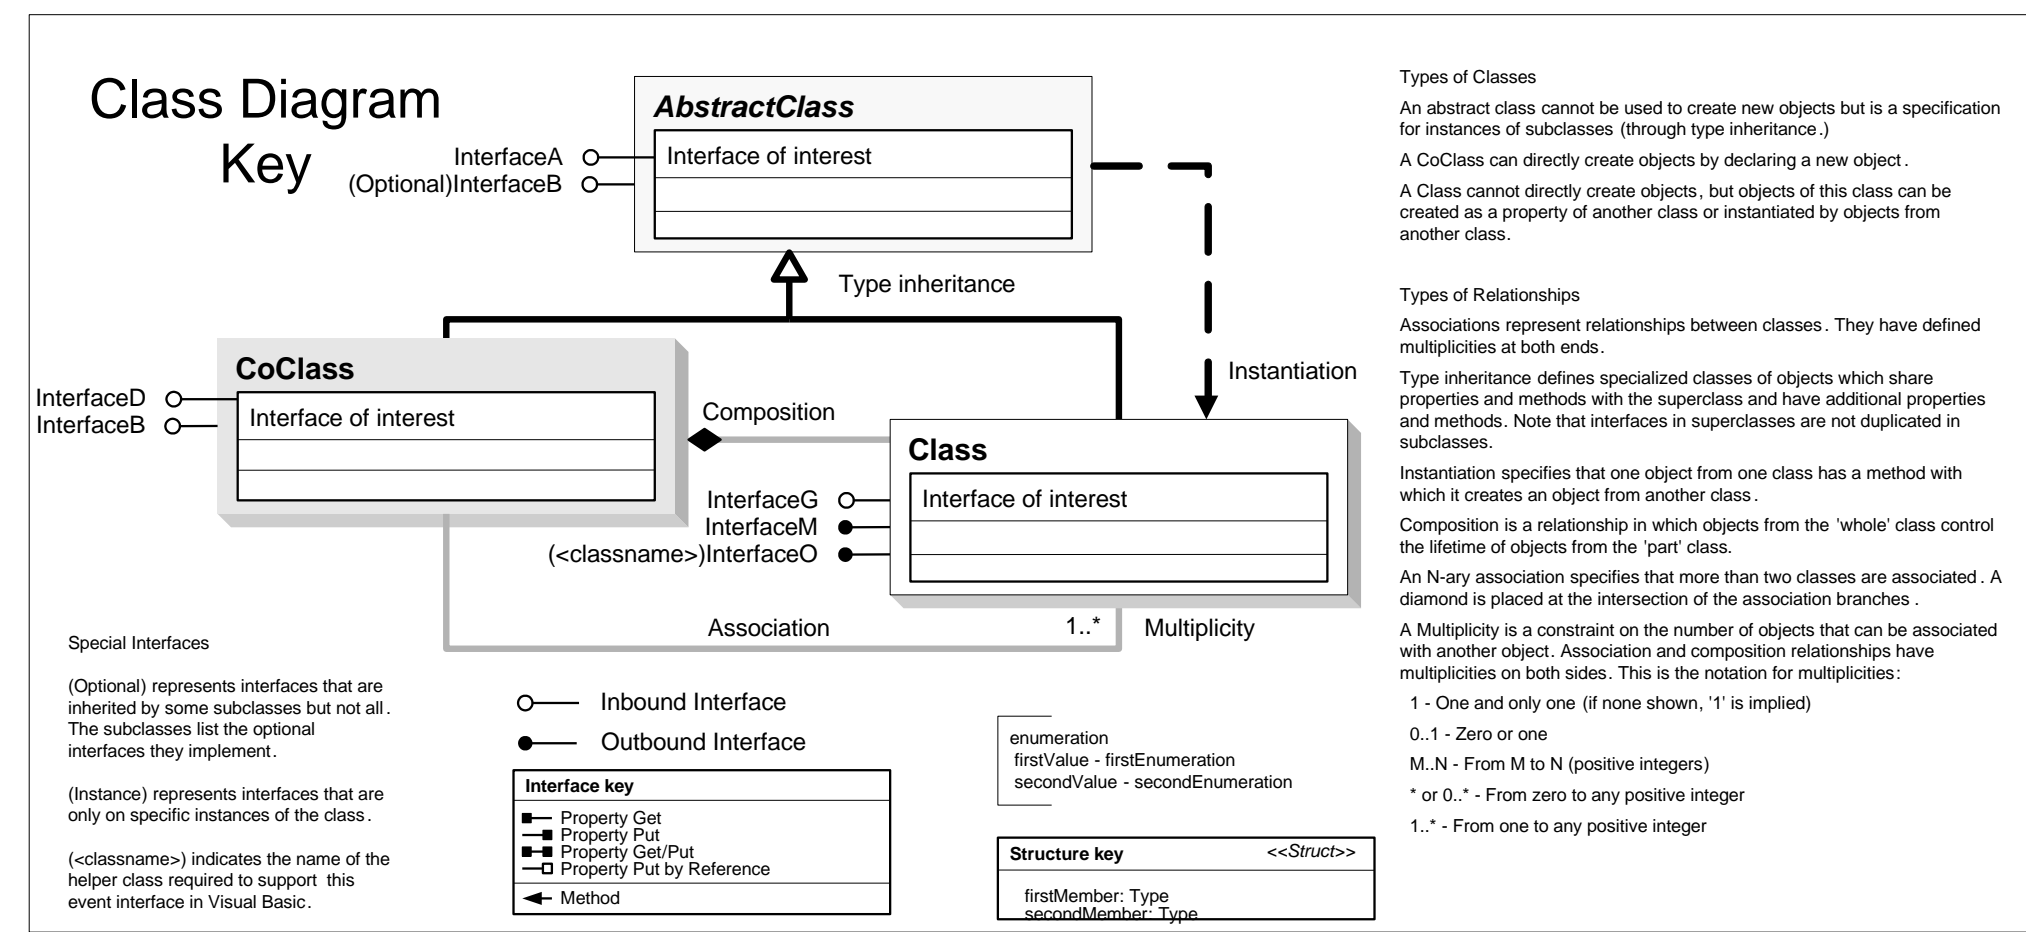 Class Diagram
Key
AbstractClass
Interface of interest
InterfaceA
(Optional)InterfaceB
Type inheritance
CoClass
Interface of interest
InterfaceD
InterfaceB
Composition
Instantiation
Class
Interface of interest
InterfaceG
InterfaceM
(<classname>)InterfaceO
Association
1..*
Multiplicity
Special Interfaces
(Optional) represents interfaces that are
inherited by some subclasses but not all.
The subclasses list the optional
interfaces they implement.
(Instance) represents interfaces that are
only on specific instances of the class.
(<classname>) indicates the name of the
helper class required to support this
event interface in Visual Basic.
Inbound Interface
Outbound Interface
Interface key
Property Get
Property Put
Property Get/Put
Property Put by Reference
Method
enumeration
firstValue - firstEnumeration
secondValue - secondEnumeration
Structure key <<Struct>>
firstMember: Type
secondMember: Type
Types of Classes
An abstract class cannot be used to create new objects but is a specification
for instances of subclasses (through type inheritance.)
A CoClass can directly create objects by declaring a new object.
A Class cannot directly create objects, but objects of this class can be
created as a property of another class or instantiated by objects from
another class.
Types of Relationships
Associations represent relationships between classes. They have defined
multiplicities at both ends.
Type inheritance defines specialized classes of objects which share
properties and methods with the superclass and have additional properties
and methods. Note that interfaces in superclasses are not duplicated in
subclasses.
Instantiation specifies that one object from one class has a method with
which it creates an object from another class.
Composition is a relationship in which objects from the 'whole' class control
the lifetime of objects from the 'part' class.
An N-ary association specifies that more than two classes are associated. A
diamond is placed at the intersection of the association branches.
A Multiplicity is a constraint on the number of objects that can be associated
with another object. Association and composition relationships have
multiplicities on both sides. This is the notation for multiplicities:
1 - One and only one (if none shown, '1' is implied)
0..1 - Zero or one
M..N - From M to N (positive integers)
* or 0..* - From zero to any positive integer
1..* - From one to any positive integer